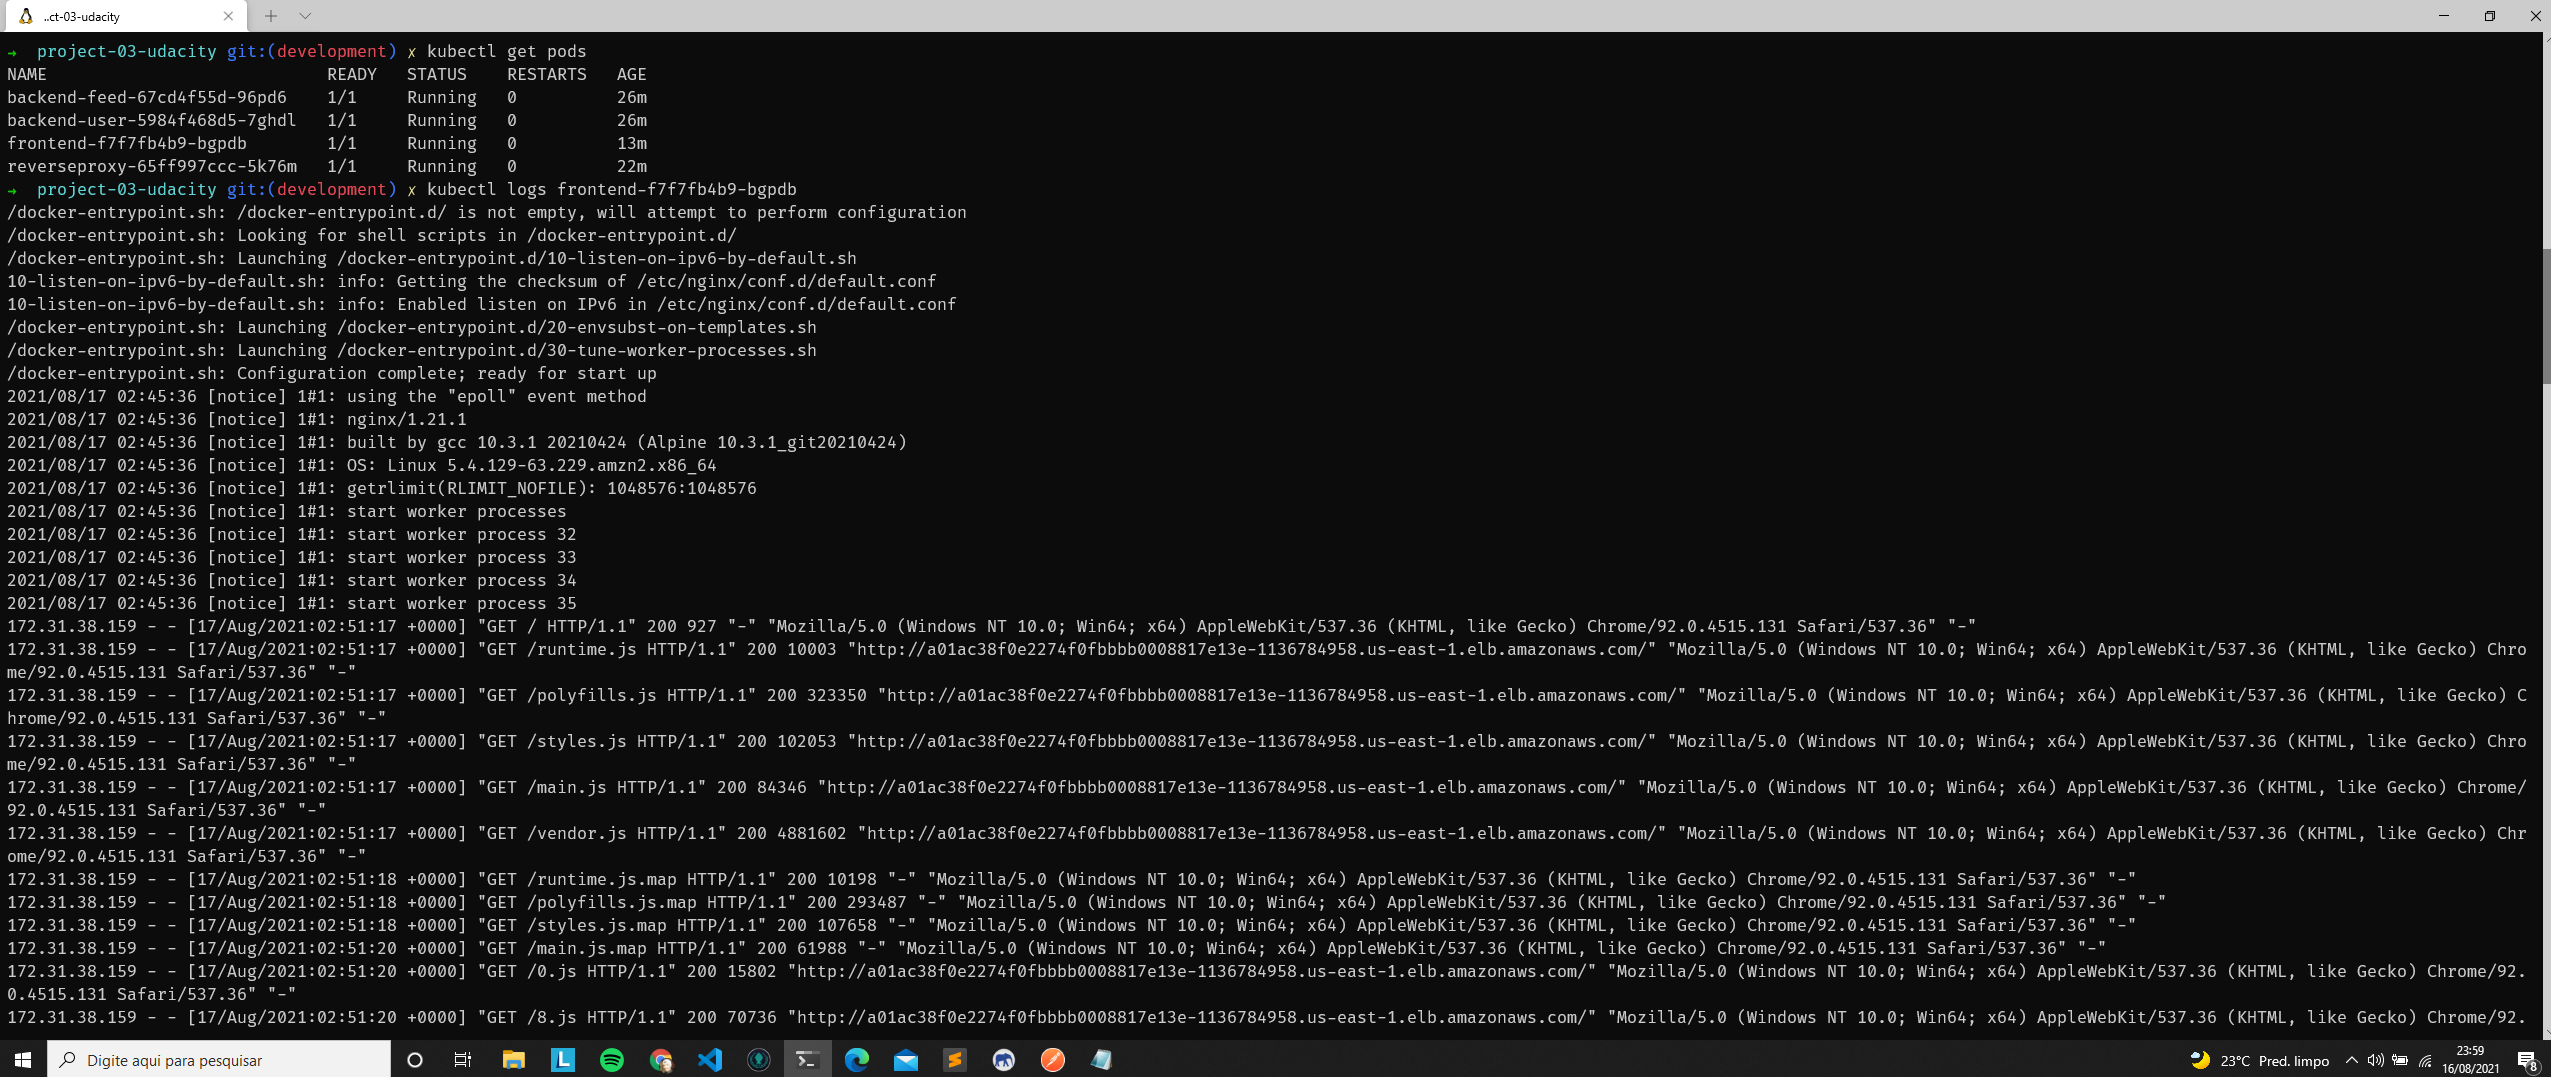 ..ct-03-udacity
→ project-03-udacity git:(development) ✗ kubectl get pods
NAME READY STATUS RESTARTS AGE
backend-feed-67cd4f55d-96pd6 1/1 Running 0 26m
backend-user-5984f468d5-7ghdl 1/1 Running 0 26m
frontend-f7f7fb4b9-bgpdb 1/1 Running 0 13m
reverseproxy-65ff997ccc-5k76m 1/1 Running 0 22m
→ project-03-udacity git:(development) ✗ kubectl logs frontend-f7f7fb4b9-bgpdb
/docker-entrypoint.sh: /docker-entrypoint.d/ is not empty, will attempt to perform configuration
/docker-entrypoint.sh: Looking for shell scripts in /docker-entrypoint.d/
/docker-entrypoint.sh: Launching /docker-entrypoint.d/10-listen-on-ipv6-by-default.sh
10-listen-on-ipv6-by-default.sh: info: Getting the checksum of /etc/nginx/conf.d/default.conf
10-listen-on-ipv6-by-default.sh: info: Enabled listen on IPv6 in /etc/nginx/conf.d/default.conf
/docker-entrypoint.sh: Launching /docker-entrypoint.d/20-envsubst-on-templates.sh
/docker-entrypoint.sh: Launching /docker-entrypoint.d/30-tune-worker-processes.sh
/docker-entrypoint.sh: Configuration complete; ready for start up
2021/08/17 02:45:36 [notice] 1#1: using the "epoll" event method
2021/08/17 02:45:36 [notice] 1#1: nginx/1.21.1
2021/08/17 02:45:36 [notice] 1#1: built by gcc 10.3.1 20210424 (Alpine 10.3.1_git20210424)
2021/08/17 02:45:36 [notice] 1#1: OS: Linux 5.4.129-63.229.amzn2.x86_64
2021/08/17 02:45:36 [notice] 1#1: getrlimit(RLIMIT_NOFILE): 1048576:1048576
2021/08/17 02:45:36 [notice] 1#1: start worker processes
2021/08/17 02:45:36 [notice] 1#1: start worker process 32
2021/08/17 02:45:36 [notice] 1#1: start worker process 33
2021/08/17 02:45:36 [notice] 1#1: start worker process 34
2021/08/17 02:45:36 [notice] 1#1: start worker process 35
172.31.38.159 - - [17/Aug/2021:02:51:17 +0000] "GET / HTTP/1.1" 200 927 "-" "Mozilla/5.0 (Windows NT 10.0; Win64; x64) AppleWebKit/537.36 (KHTML, like Gecko) Chrome/92.0.4515.131 Safari/537.36" "-"
172.31.38.159 - - [17/Aug/2021:02:51:17 +0000] "GET /runtime.js HTTP/1.1" 200 10003 "http://a01ac38f0e2274f0fbbbb0008817e13e-1136784958.us-east-1.elb.amazonaws.com/" "Mozilla/5.0 (Windows NT 10.0; Win64; x64) AppleWebKit/537.36 (KHTML, like Gecko) Chro
me/92.0.4515.131 Safari/537.36" "-"
172.31.38.159 - - [17/Aug/2021:02:51:17 +0000] "GET /polyfills.js HTTP/1.1" 200 323350 "http://a01ac38f0e2274f0fbbbb0008817e13e-1136784958.us-east-1.elb.amazonaws.com/" "Mozilla/5.0 (Windows NT 10.0; Win64; x64) AppleWebKit/537.36 (KHTML, like Gecko) C
hrome/92.0.4515.131 Safari/537.36" "-"
172.31.38.159 - - [17/Aug/2021:02:51:17 +0000] "GET /styles.js HTTP/1.1" 200 102053 "http://a01ac38f0e2274f0fbbbb0008817e13e-1136784958.us-east-1.elb.amazonaws.com/" "Mozilla/5.0 (Windows NT 10.0; Win64; x64) AppleWebKit/537.36 (KHTML, like Gecko) Chro
me/92.0.4515.131 Safari/537.36" "-"
172.31.38.159 - - [17/Aug/2021:02:51:17 +0000] "GET /main.js HTTP/1.1" 200 84346 "http://a01ac38f0e2274f0fbbbb0008817e13e-1136784958.us-east-1.elb.amazonaws.com/" "Mozilla/5.0 (Windows NT 10.0; Win64; x64) AppleWebKit/537.36 (KHTML, like Gecko) Chrome/
92.0.4515.131 Safari/537.36" "-"
172.31.38.159 - - [17/Aug/2021:02:51:17 +0000] "GET /vendor.js HTTP/1.1" 200 4881602 "http://a01ac38f0e2274f0fbbbb0008817e13e-1136784958.us-east-1.elb.amazonaws.com/" "Mozilla/5.0 (Windows NT 10.0; Win64; x64) AppleWebKit/537.36 (KHTML, like Gecko) Chr
ome/92.0.4515.131 Safari/537.36" "-"
172.31.38.159 - - [17/Aug/2021:02:51:18 +0000] "GET /runtime.js.map HTTP/1.1" 200 10198 "-" "Mozilla/5.0 (Windows NT 10.0; Win64; x64) AppleWebKit/537.36 (KHTML, like Gecko) Chrome/92.0.4515.131 Safari/537.36" "-"
172.31.38.159 - - [17/Aug/2021:02:51:18 +0000] "GET /polyfills.js.map HTTP/1.1" 200 293487 "-" "Mozilla/5.0 (Windows NT 10.0; Win64; x64) AppleWebKit/537.36 (KHTML, like Gecko) Chrome/92.0.4515.131 Safari/537.36" "-"
172.31.38.159 - - [17/Aug/2021:02:51:18 +0000] "GET /styles.js.map HTTP/1.1" 200 107658 "-" "Mozilla/5.0 (Windows NT 10.0; Win64; x64) AppleWebKit/537.36 (KHTML, like Gecko) Chrome/92.0.4515.131 Safari/537.36" "-"
172.31.38.159 - - [17/Aug/2021:02:51:20 +0000] "GET /main.js.map HTTP/1.1" 200 61988 "-" "Mozilla/5.0 (Windows NT 10.0; Win64; x64) AppleWebKit/537.36 (KHTML, like Gecko) Chrome/92.0.4515.131 Safari/537.36" "-"
172.31.38.159 - - [17/Aug/2021:02:51:20 +0000] "GET /0.js HTTP/1.1" 200 15802 "http://a01ac38f0e2274f0fbbbb0008817e13e-1136784958.us-east-1.elb.amazonaws.com/" "Mozilla/5.0 (Windows NT 10.0; Win64; x64) AppleWebKit/537.36 (KHTML, like Gecko) Chrome/92.
0.4515.131 Safari/537.36" "-"
172.31.38.159 - - [17/Aug/2021:02:51:20 +0000] "GET /8.js HTTP/1.1" 200 70736 "http://a01ac38f0e2274f0fbbbb0008817e13e-1136784958.us-east-1.elb.amazonaws.com/" "Mozilla/5.0 (Windows NT 10.0; Win64; x64) AppleWebKit/537.36 (KHTML, like Gecko) Chrome/92.
Digite aqui para pesquisar
L
23°C Pred. limpo
23:59
16/08/2021
8